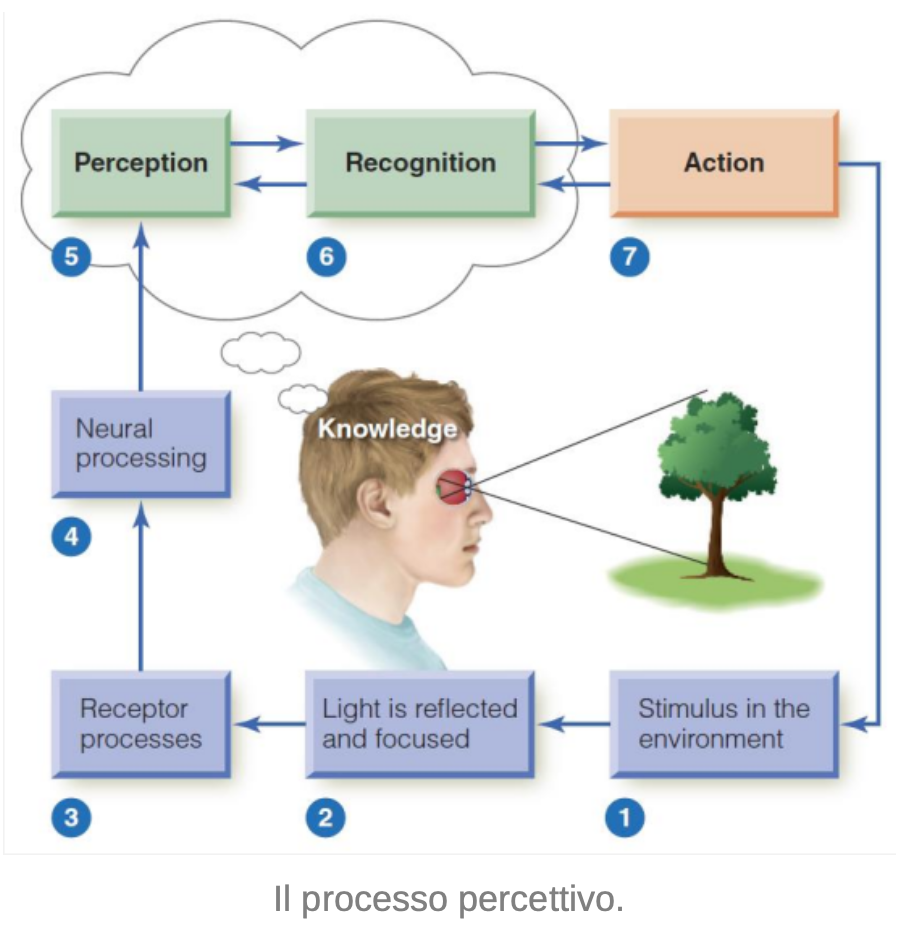 Perception
Recognition
Action
5
6
7
Neural
processing
Knowledge
4
Receptor
processes
Light is reflected
and focused
Stimulus in the
environment
3
2
1
Il processo percettivo.